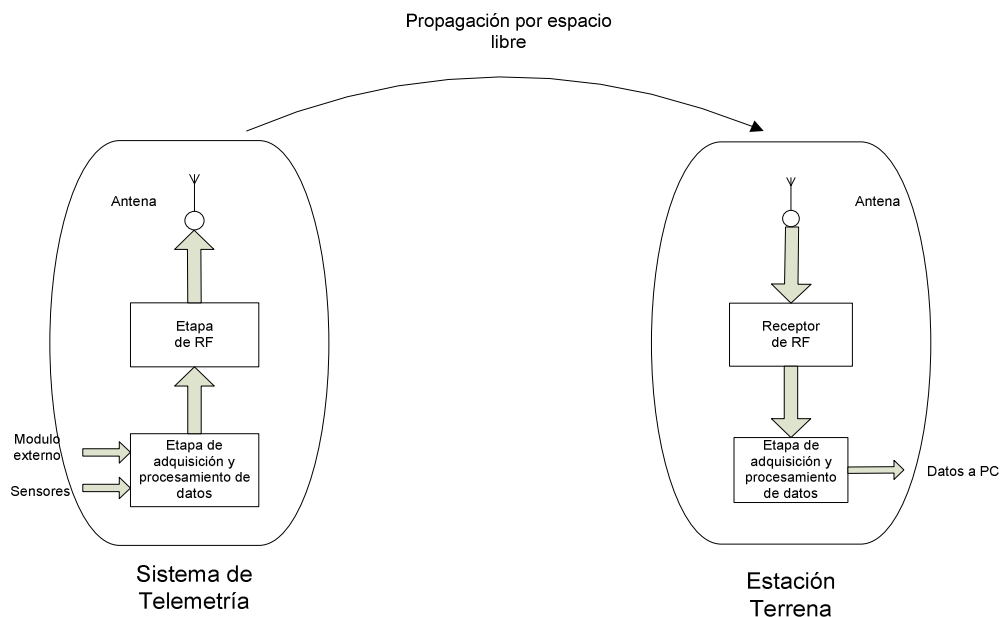 Propagación por espacio
libre
Antena
Etapa
de RF
Modulo
externo
Sensores
Etapa de
adquisición y
procesamiento de
datos
Sistema de
Telemetría
Antena
Receptor
de RF
Etapa de
adquisición y
procesamiento
de datos
Datos a PC
Estación
Terrena